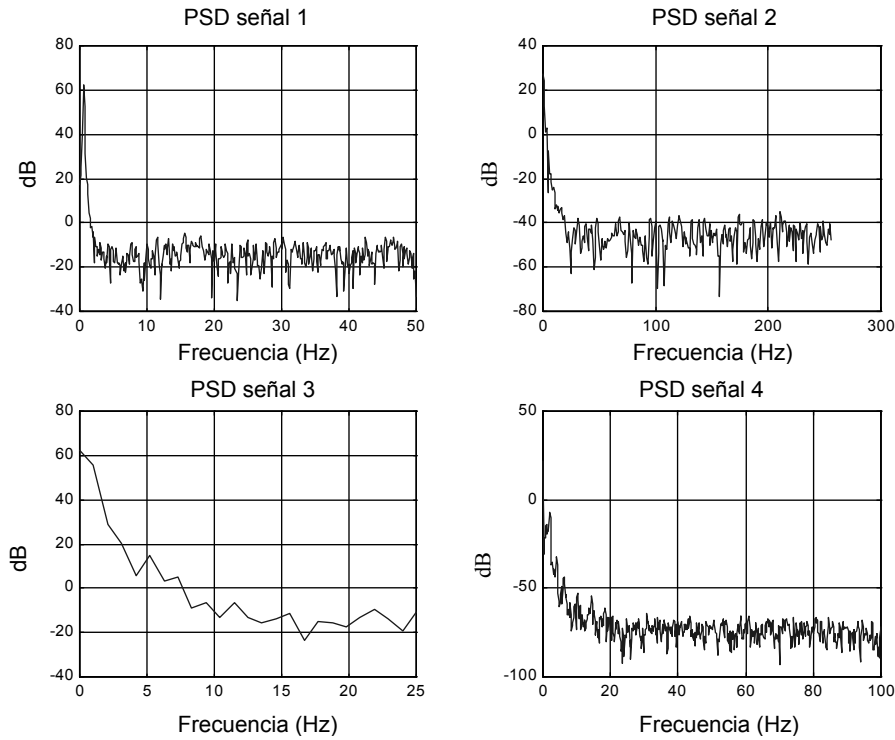 PSD señal 1
80
60
40
20
0
-20
-40
dB
0 10 20 30 40 50
Frecuencia (Hz)
PSD señal 2
40
20
0
-20
-40
-60
-80
dB
0 100 200 300
Frecuencia (Hz)
PSD señal 3
80
60
40
20
0
-20
-40
dB
0 5 10 15 20 25
Frecuencia (Hz)
PSD señal 4
50
0
-50
-100
dB
0 20 40 60 80 100
Frecuencia (Hz)